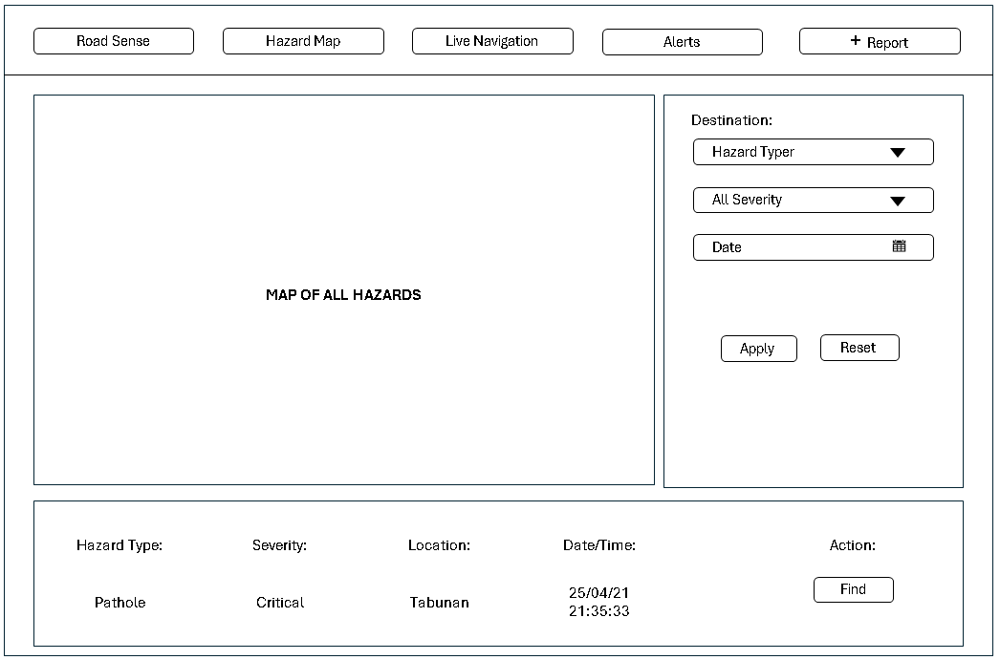 Road Sense
Hazard Map
Live Navigation
Alerts
+ Report
MAP OF ALL HAZARDS
Destination:
Hazard Typer
All Severity
Date
Apply
Reset
Hazard Type:
Severity:
Location:
Date/Time:
Action:
Pathole
Critical
Tabunan
25/04/21
21:35:33
Find